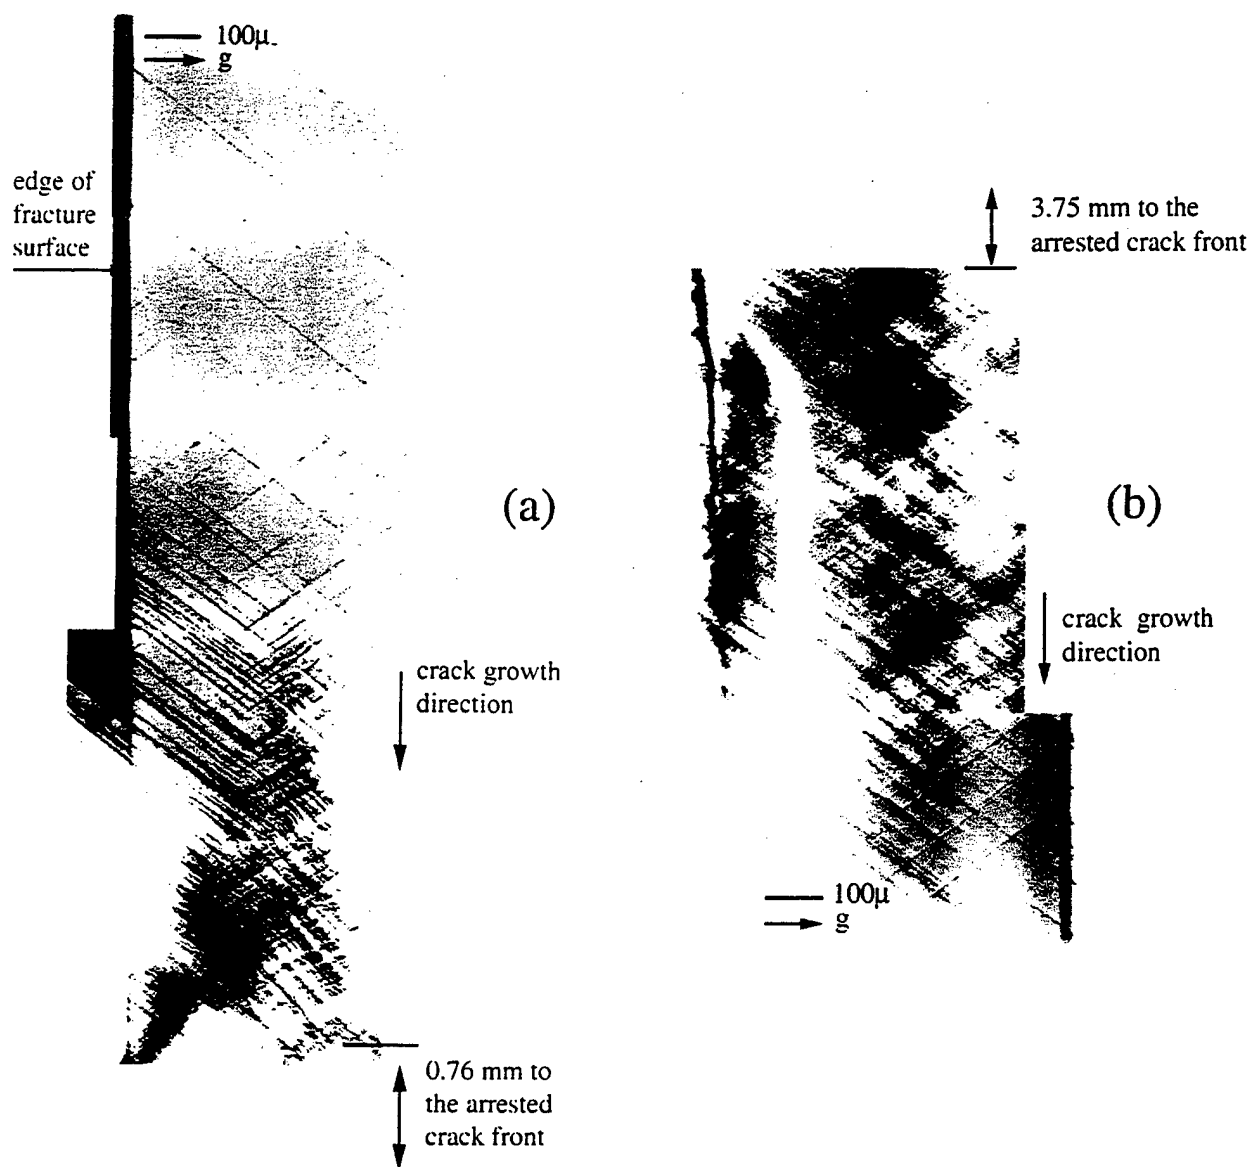 100μ
g
edge of
fracture
surface
(a)
crack growth
direction
0.76 mm to
the arrested
crack front
3.75 mm to the
arrested crack front
(b)
crack growth
direction
100μ
g